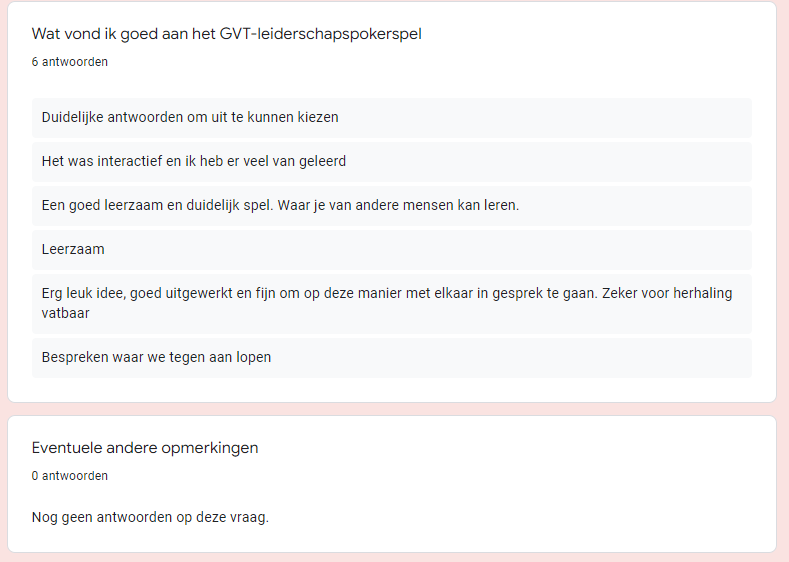 Wat vond ik goed aan het GVT-leiderschapspokerspel
6 antwoorden
Duidelijke antwoorden om uit te kunnen kiezen
Het was interactief en ik heb er veel van geleerd
Een goed leerzaam en duidelijk spel. Waar je van andere mensen kan leren.
Leerzaam
Erg leuk idee, goed uitgewerkt en fijn om op deze manier met elkaar in gesprek te gaan. Zeker voor herhaling
vatbaar
Bespreken waar we tegen aan lopen
Eventuele andere opmerkingen
0 antwoorden
Nog geen antwoorden op deze vraag.